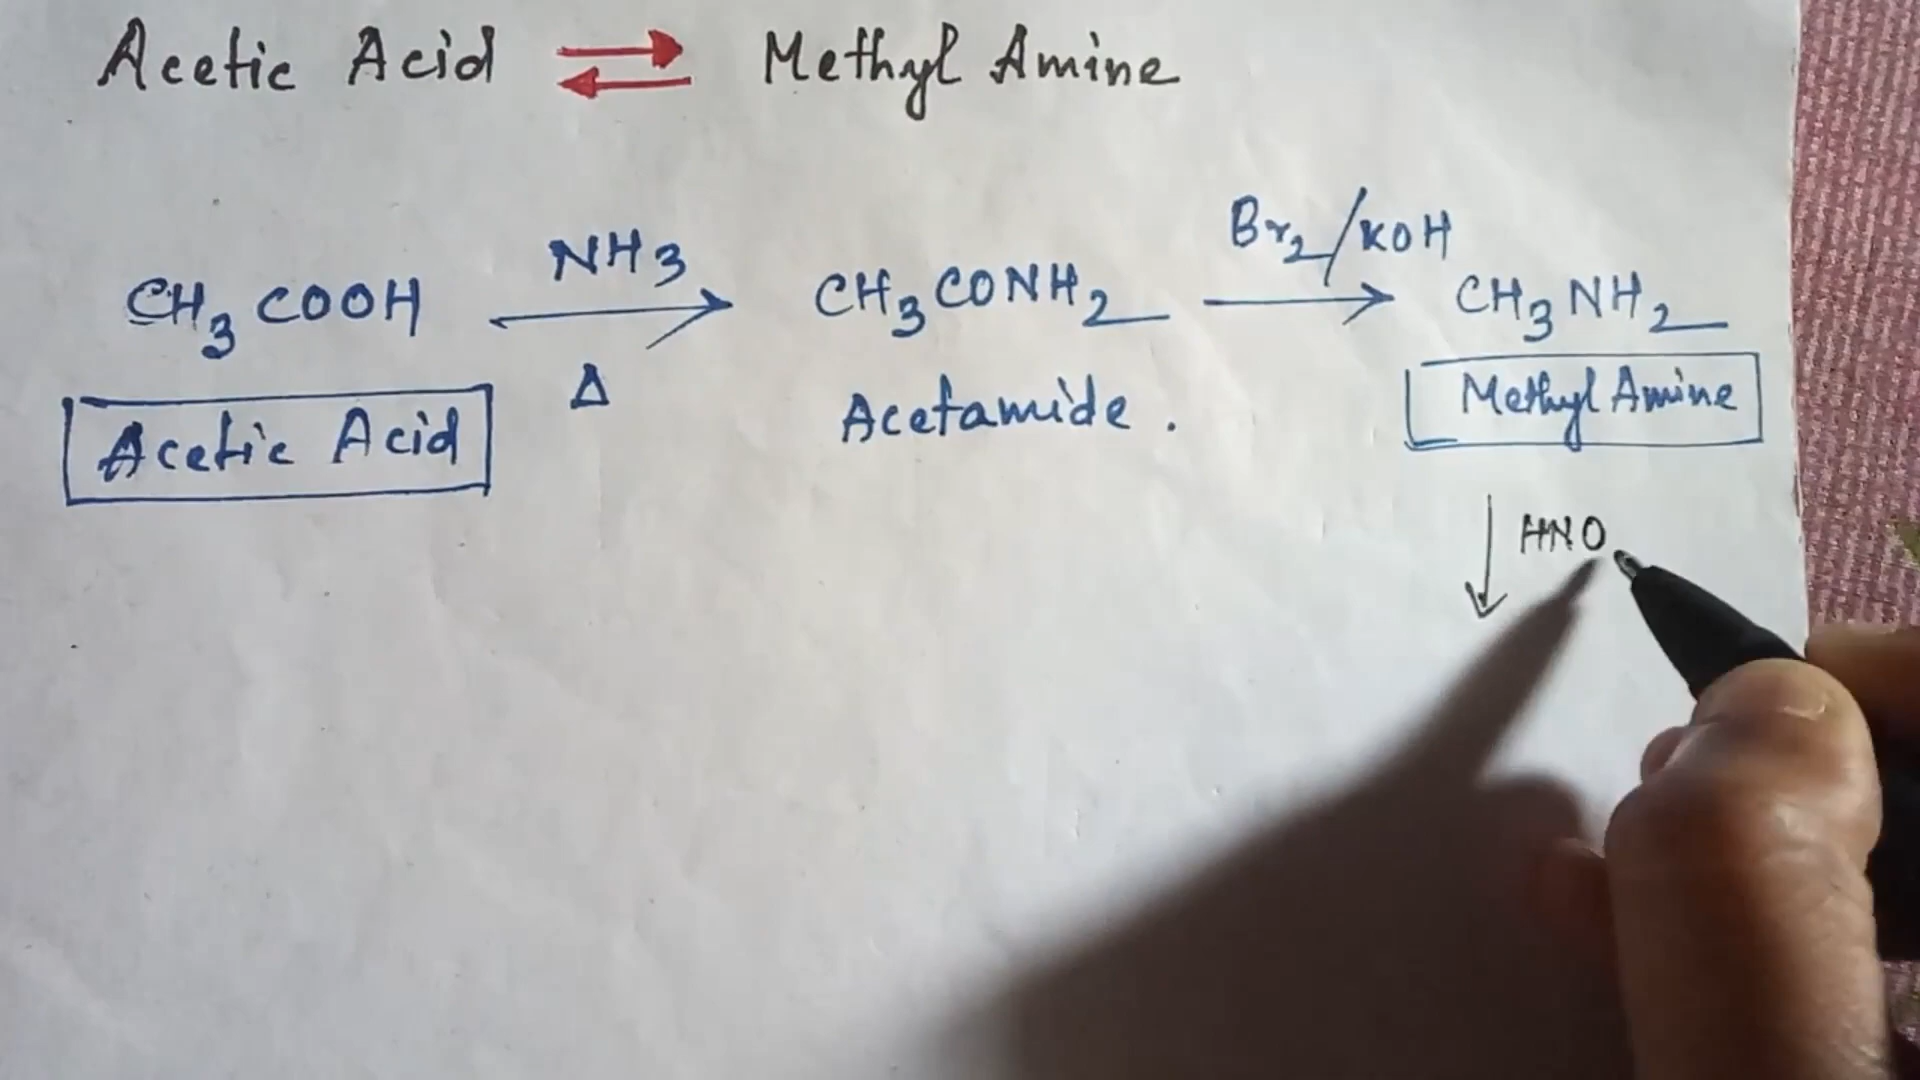 Acetic Acid ⇌ Methyl Amine
NH3 Br2/KOH
CH3COOH → CH3CONH2 → CH3NH2
Δ
Acetic Acid Acetamide. Methyl Amine
↓ HNO